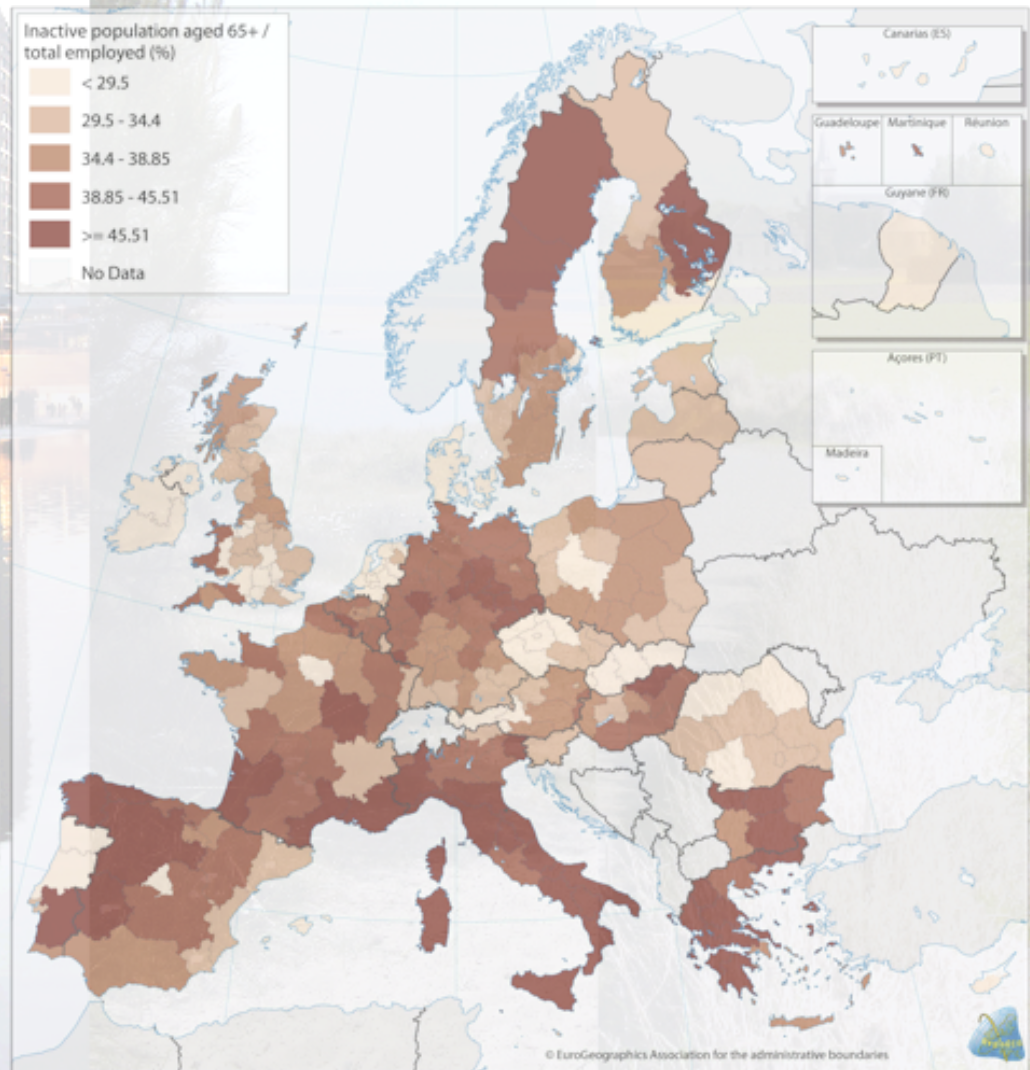 Inactive population aged 65+ /
total employed (%)
< 29.5
29.5 - 34.4
34.4 - 38.85
38.85 - 45.51
>= 45.51
No Data
Canarias (ES)
Guadeloupe
Martinique
Réunion
Guyane (FR)
Açores (PT)
Madeira
© EuroGeographics Association for the administrative boundaries